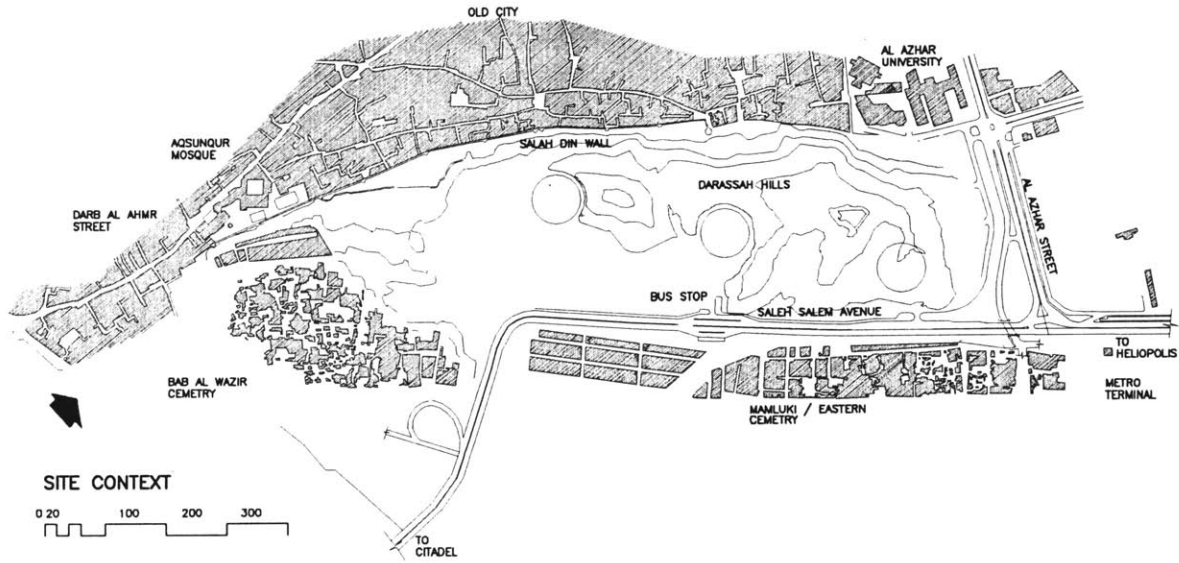 OLD CITY
AL AZHAR
UNIVERSITY
AQSUNQUR
MOSQUE
SALAH DIN WALL
DARASSAH HILLS
DARB AL AHMR
STREET
AL AZHAR STREET
BUS STOP
SALEH SALEM AVENUE
TO
HELIOPOLIS
BAB AL WAZIR
CEMETRY
METRO
TERMINAL
MAMLUKI / EASTERN
CEMETRY
SITE CONTEXT
0 20 100 200 300
TO
CITADEL